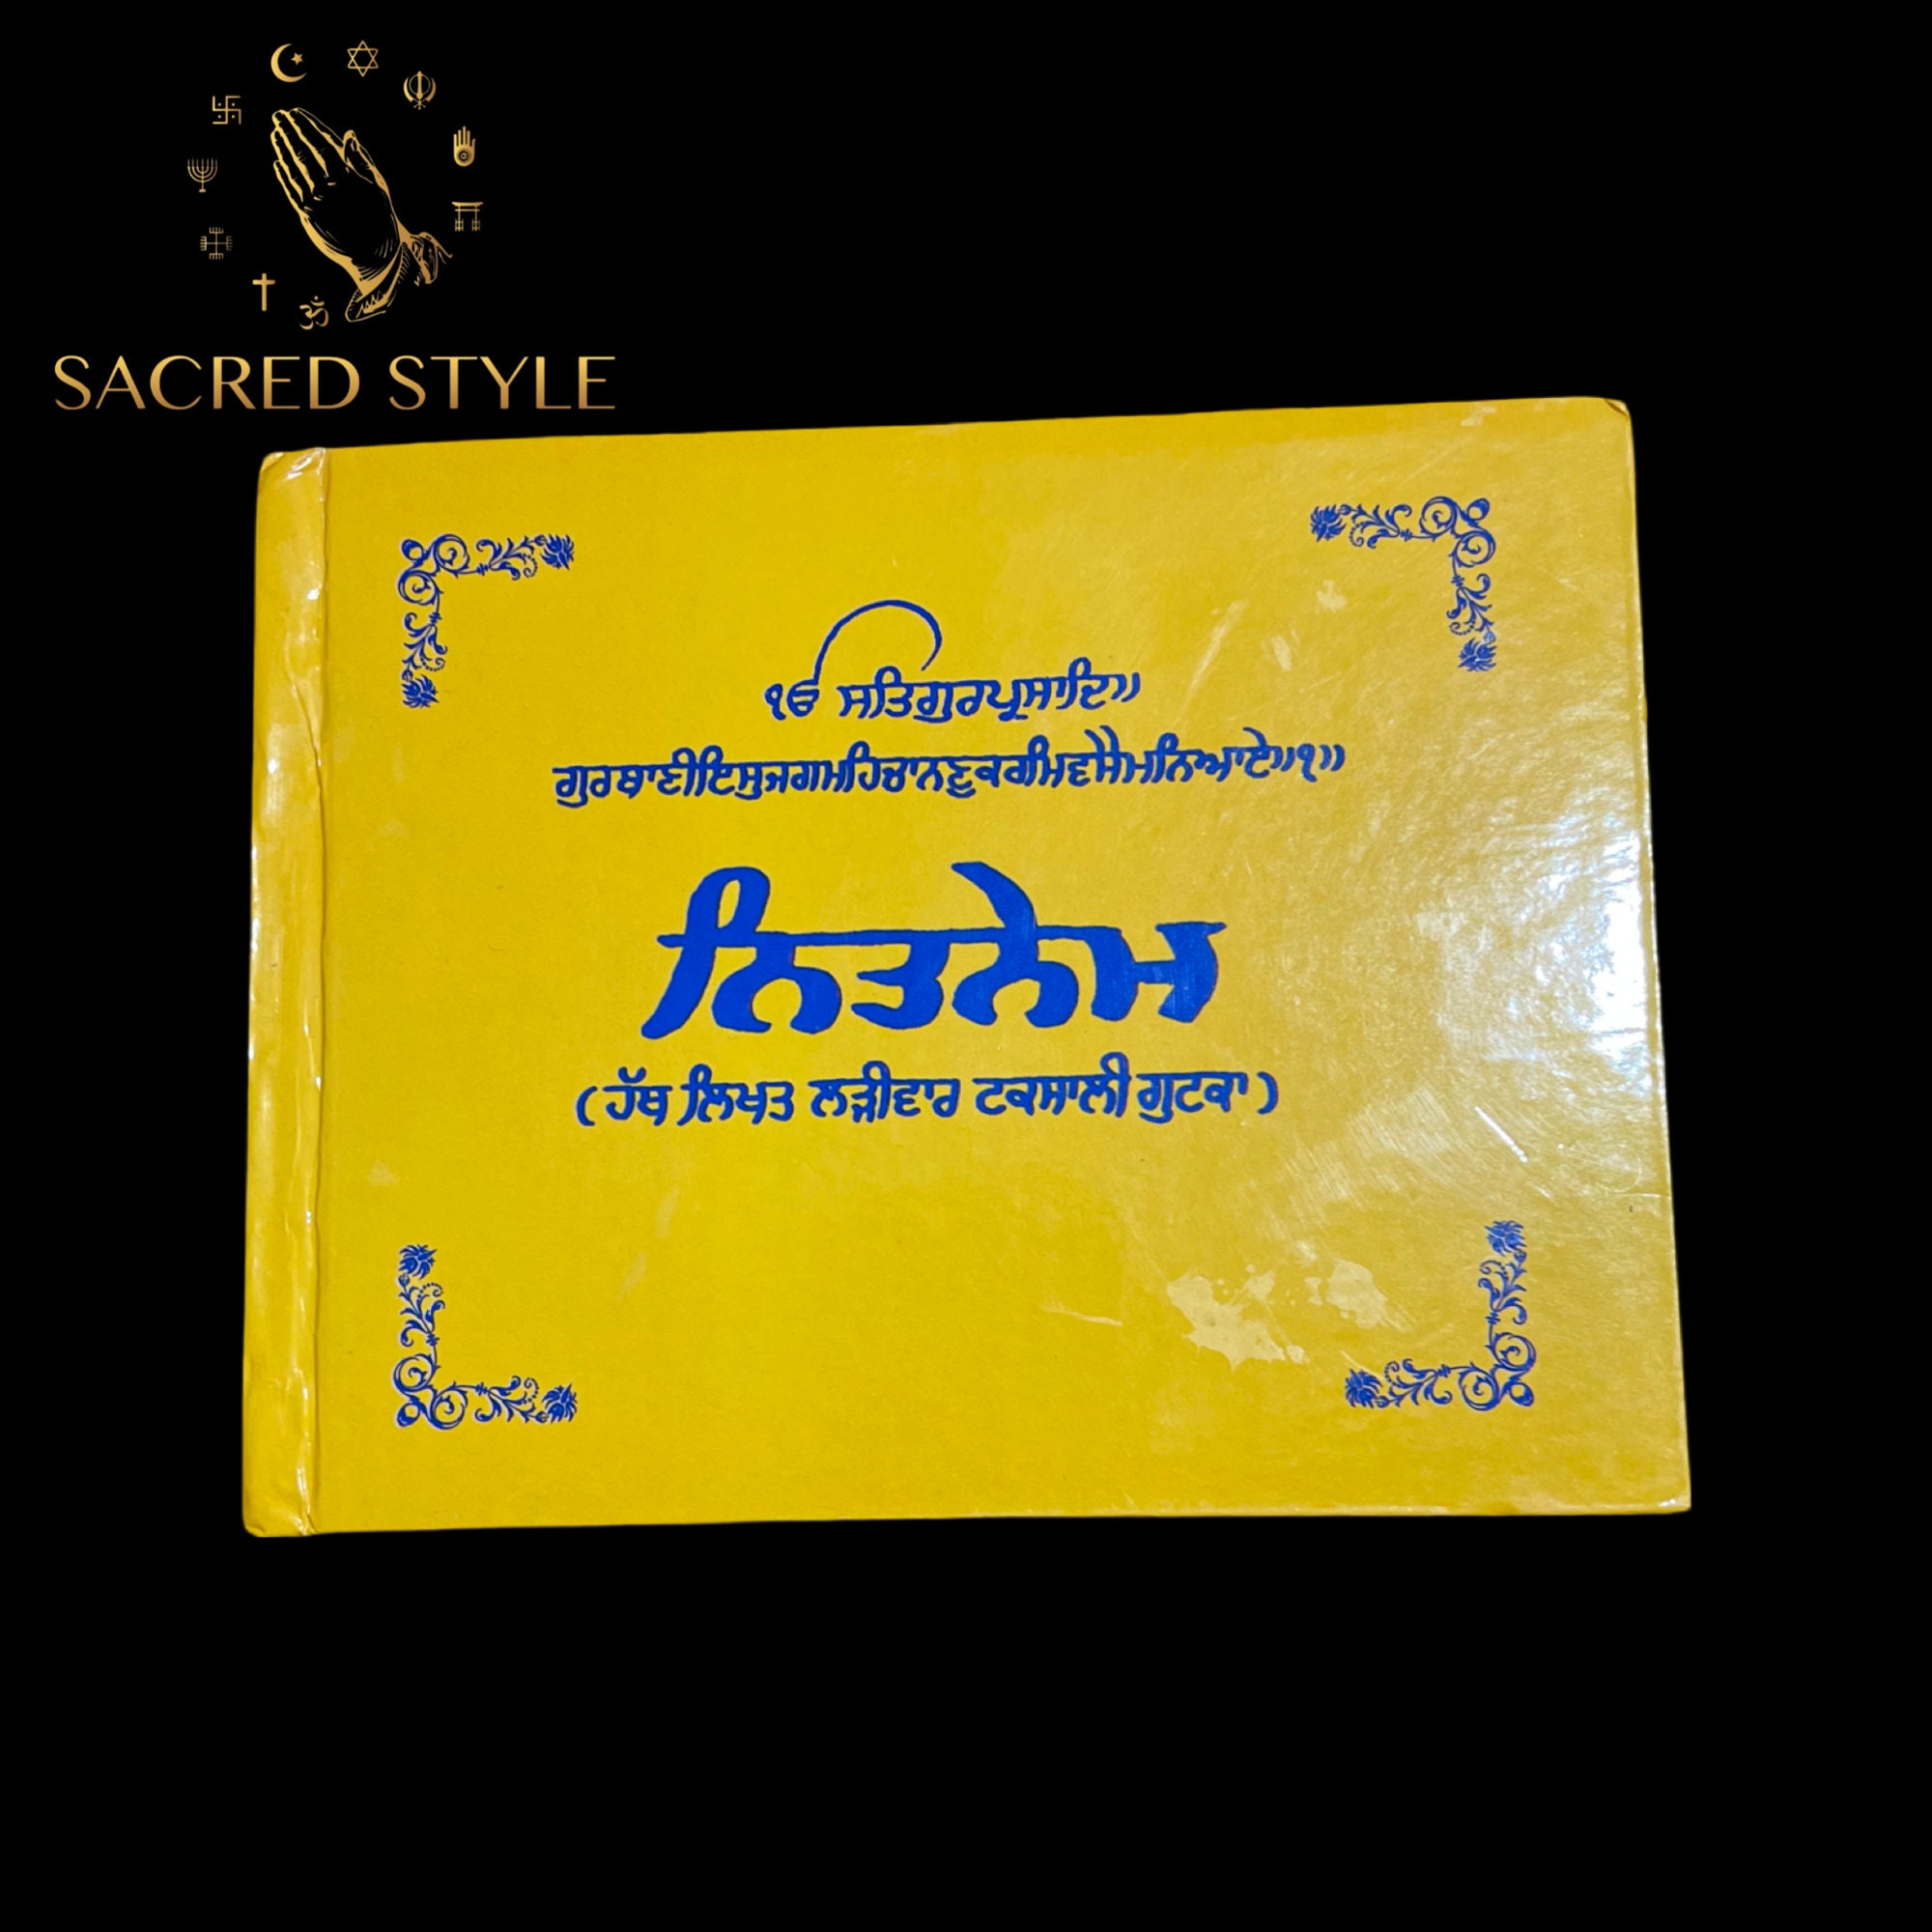 SACRED STYLE
ੴ ਸਤਿਗੁਰਪ੍ਰਸਾਦਿ॥
ਗੁਰਬਾਣੀਇਸੁਜਗਮਹਿਚਾਨਣੁਕਰਮਿਵਸੈਮਨਿਆਏ॥੧॥
ਨਿਤਨੇਮ
(ਹੱਥ ਲਿਖਤ ਲੜੀਵਾਰ ਟਕਸਾਲੀ ਗੁਟਕਾ)